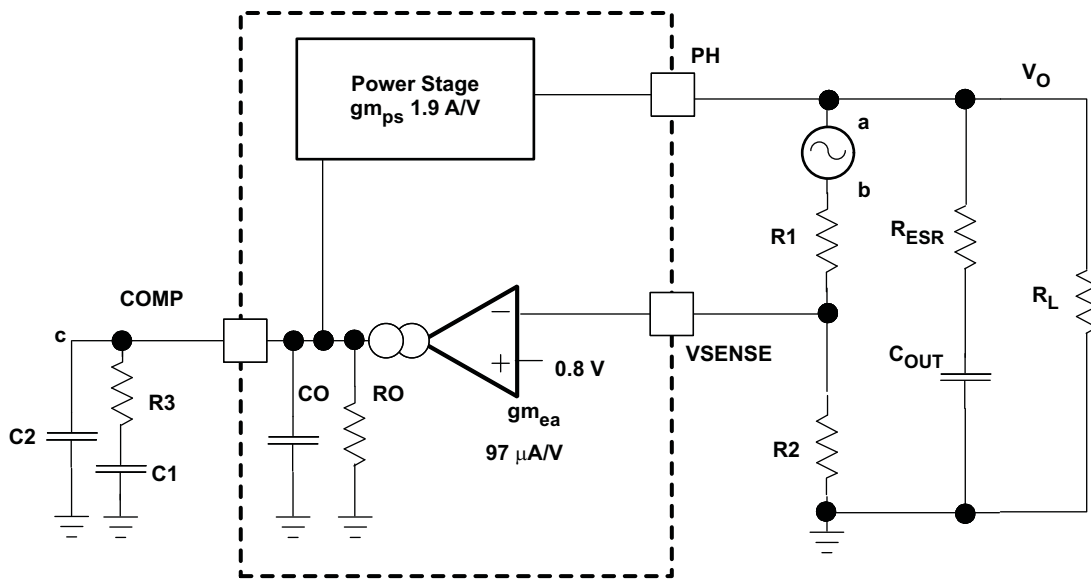 Power Stage
gm_ps 1.9 A/V
PH
V_O
a
b
R1
R_ESR
R_L
COMP
c
VSENSE
−
+
0.8 V
C_OUT
R3
CO
RO
gm_ea
97 μA/V
C2
C1
R2